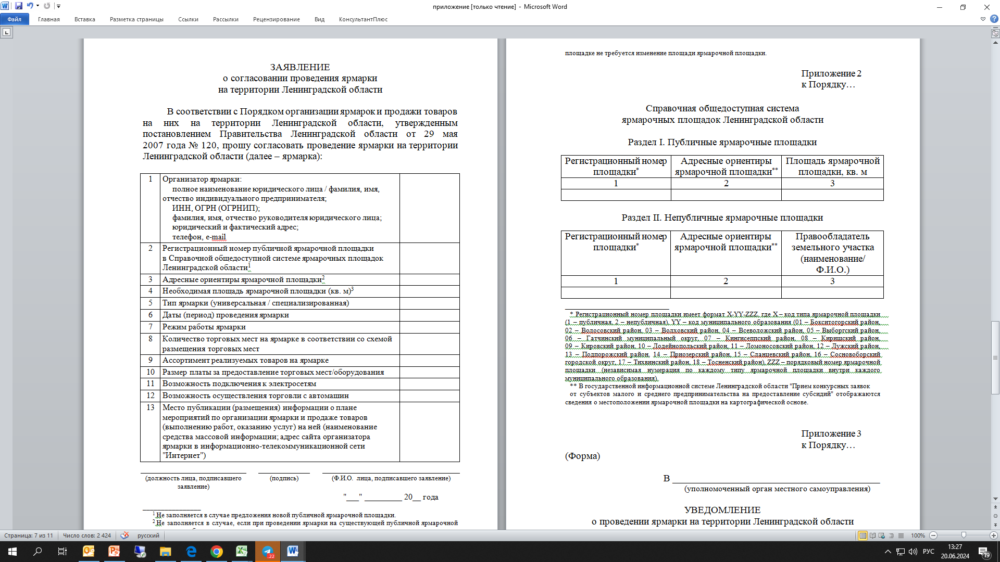 приложение [только чтение] - Microsoft Word
Файл Главная Вставка Разметка страницы Ссылки Рассылки Рецензирование Вид КонсультантПлюс
ЗАЯВЛЕНИЕ
о согласовании проведения ярмарки
на территории Ленинградской области
В соответствии с Порядком организации ярмарок и продажи товаров
на них на территории Ленинградской области, утвержденным
постановлением Правительства Ленинградской области от 29 мая
2007 года № 120, прошу согласовать проведение ярмарки на территории
Ленинградской области (далее – ярмарка):
1 Организатор ярмарки:
полное наименование юридического лица / фамилия, имя,
отчество индивидуального предпринимателя;
ИНН, ОГРН (ОГРНИП);
фамилия, имя, отчество руководителя юридического лица;
юридический и фактический адрес;
телефон, e-mail
2 Регистрационный номер публичной ярмарочной площадки
в Справочной общедоступной системе ярмарочных площадок
Ленинградской области1
3 Адресные ориентиры ярмарочной площадки2
4 Необходимая площадь ярмарочной площадки (кв. м)3
5 Тип ярмарки (универсальная / специализированная)
6 Даты (период) проведения ярмарки
7 Режим работы ярмарки
8 Количество торговых мест на ярмарке в соответствии со схемой
размещения торговых мест
9 Ассортимент реализуемых товаров на ярмарке
10 Размер платы за предоставление торговых мест/оборудования
11 Возможность подключения к электросетям
12 Возможность осуществления торговли с автомашин
13 Место публикации (размещения) информации о плане
мероприятий по организации ярмарки и продаже товаров
(выполнению работ, оказанию услуг) на ней (наименование
средства массовой информации; адрес сайта организатора
ярмарки в информационно-телекоммуникационной сети
"Интернет")
(должность лица, подписавшего
заявление)
(подпись)
(Ф.И.О. лица, подписавшего заявление)
"___" _________ 20__ года
1 Не заполняется в случае предложения новой публичной ярмарочной площадки.
2 Не заполняется в случае, если при проведении ярмарки на существующей публичной ярмарочной
площадке не требуется изменение площади ярмарочной площадки.
Приложение 2
к Порядку…
Справочная общедоступная система
ярмарочных площадок Ленинградской области
Раздел I. Публичные ярмарочные площадки
Регистрационный номер Адресные ориентиры Площадь ярмарочной
площадки* ярмарочной площадки** площадки, кв. м
1 2 3
Раздел II. Непубличные ярмарочные площадки
Регистрационный номер Адресные ориентиры Правообладатель
площадки* ярмарочной площадки** земельного участка
(наименование/
Ф.И.О.)
1 2 3
* Регистрационный номер площадки имеет формат X-YY-ZZZ, где X – код типа ярмарочной площадки
(1 – публичная, 2 – непубличная), YY – код муниципального образования (01 – Бокситогорский район,
02 – Волосовский район, 03 – Волховский район, 04 – Всеволожский район, 05 – Выборгский район,
06 – Гатчинский муниципальный округ, 07 – Кингисеппский район, 08 – Киришский район,
09 – Кировский район, 10 – Лодейнопольский район, 11 – Ломоносовский район, 12 – Лужский район,
13 – Подпорожский район, 14 – Приозерский район, 15 – Сланцевский район, 16 – Сосновоборский
городской округ, 17 – Тихвинский район, 18 – Тосненский район), ZZZ – порядковый номер ярмарочной
площадки (независимая нумерация по каждому типу ярмарочной площадки внутри каждого
муниципального образования).
** В государственной информационной системе Ленинградской области "Прием конкурсных заявок
от субъектов малого и среднего предпринимательства на предоставление субсидий" отображаются
сведения о местоположении ярмарочной площадки на картографической основе.
Приложение 3
к Порядку…
(Форма)
В
(уполномоченный орган местного самоуправления)
УВЕДОМЛЕНИЕ
о проведении ярмарки на территории Ленинградской области
Страница: 7 из 11 Число слов: 2 424 русский 100%
22
РУС
13:27
20.06.2024
19